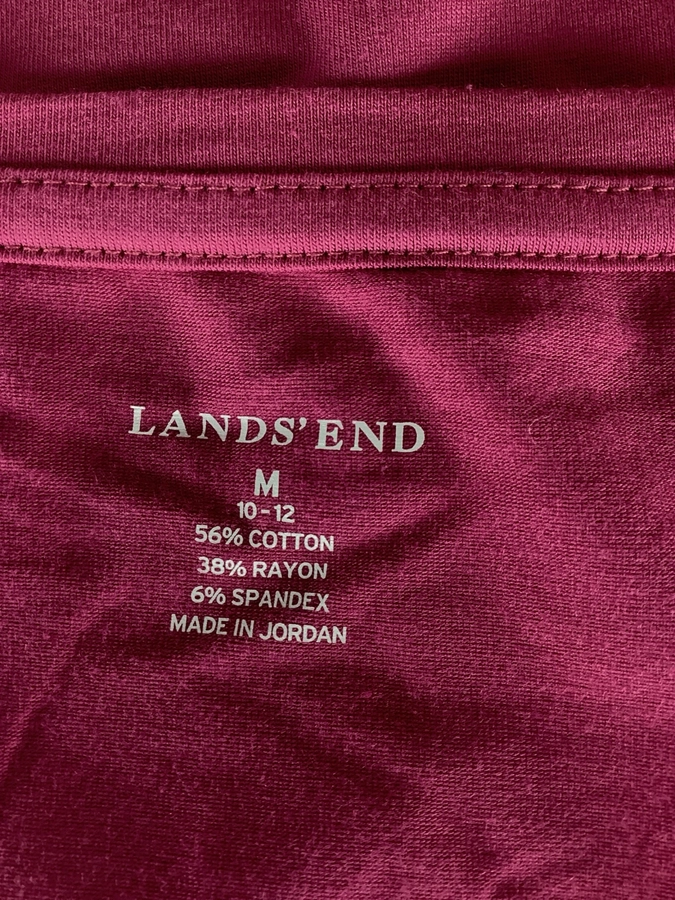 LANDS' END
M
10-12
56% COTTON
38% RAYON
6% SPANDEX
MADE IN JORDAN